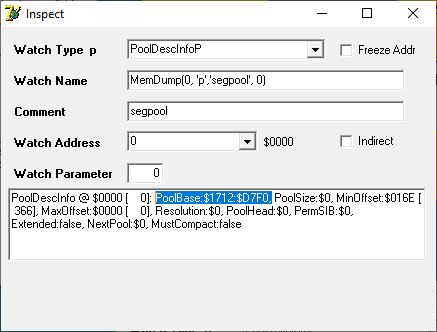 Inspect
Watch Type p PoolDescInfoP Freeze Addr
Watch Name MemDump(0, 'p','segpool', 0)
Comment segpool
Watch Address 0 $0000 Indirect
Watch Parameter 0
PoolDescInfo @ $0000 [ 0]: PoolBase:$1712:$D7F0, PoolSize:$0, MinOffset:$016E [
366], MaxOffset:$0000 [ 0], Resolution:$0, PoolHead:$0, PermSIB:$0,
Extended:false, NextPool:$0, MustCompact:false